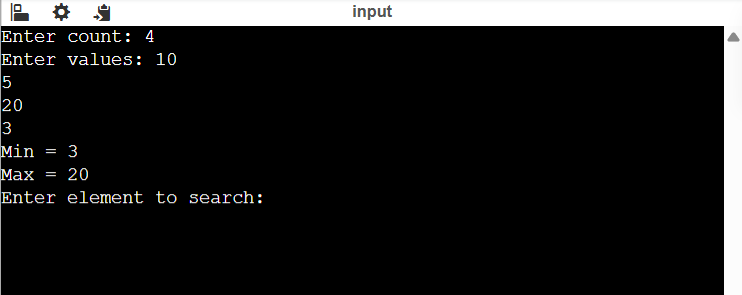 input
Enter count: 4
Enter values: 10
5
20
3
Min = 3
Max = 20
Enter element to search: